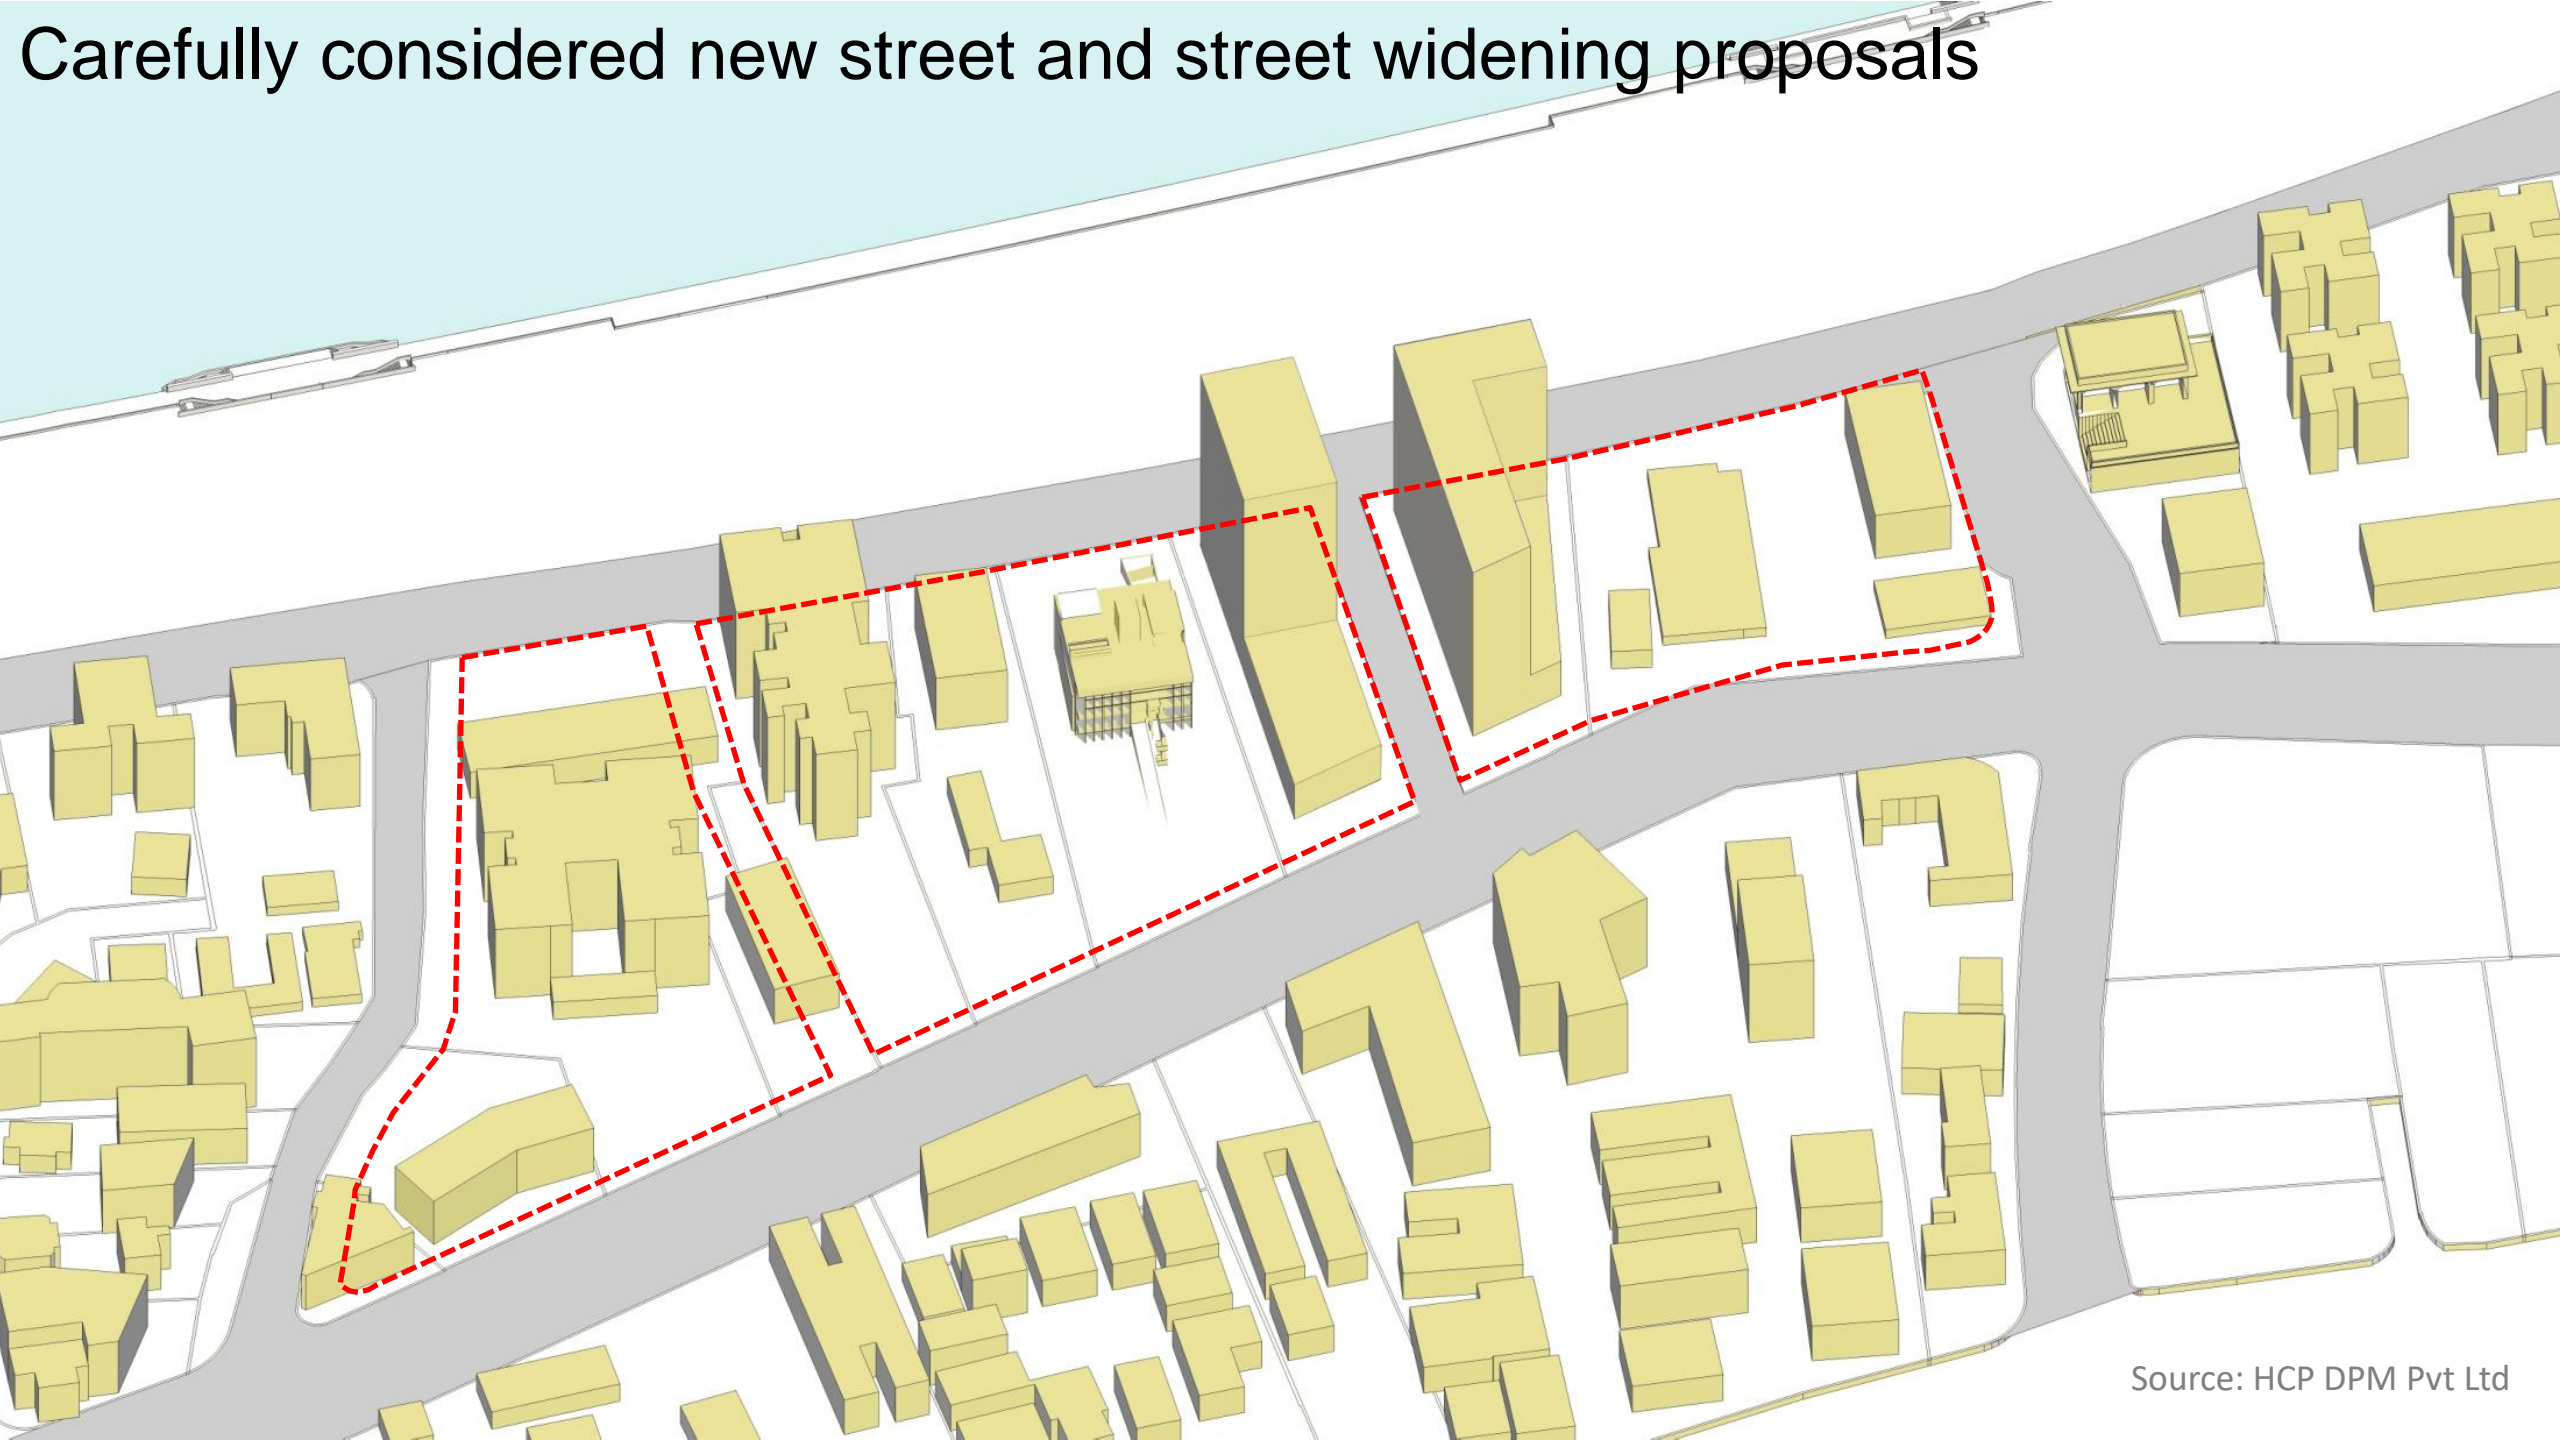 Carefully considered new street and street widening proposals
Source: HCP DPM Pvt Ltd